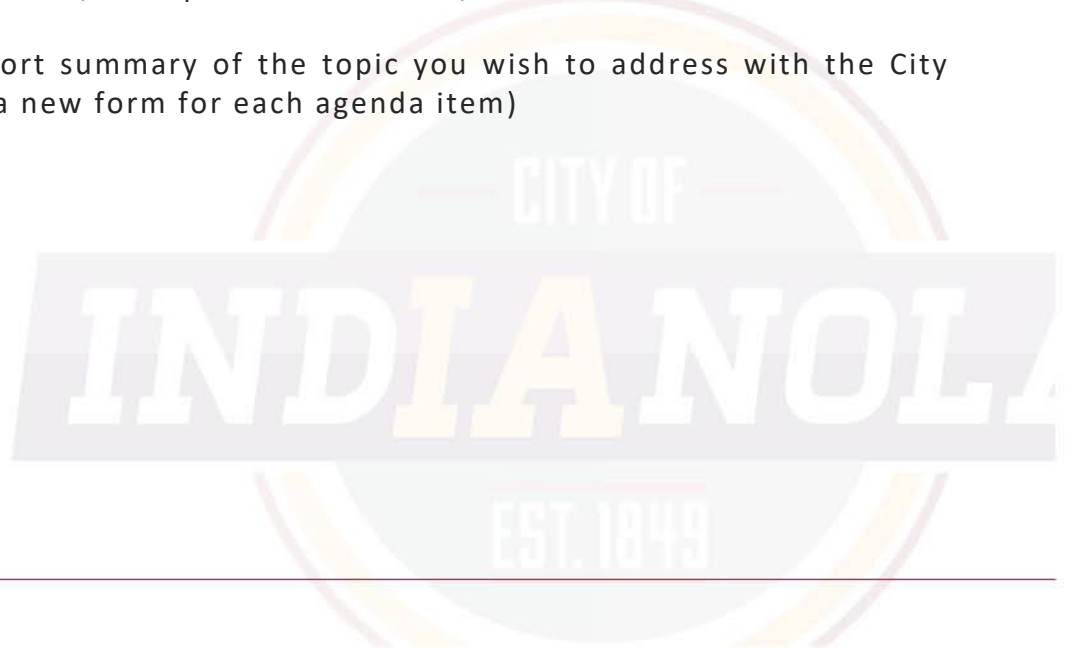 ort summary of the topic you wish to address with the City
a new form for each agenda item)
CITY OF
INDIANOLA
EST. 1849